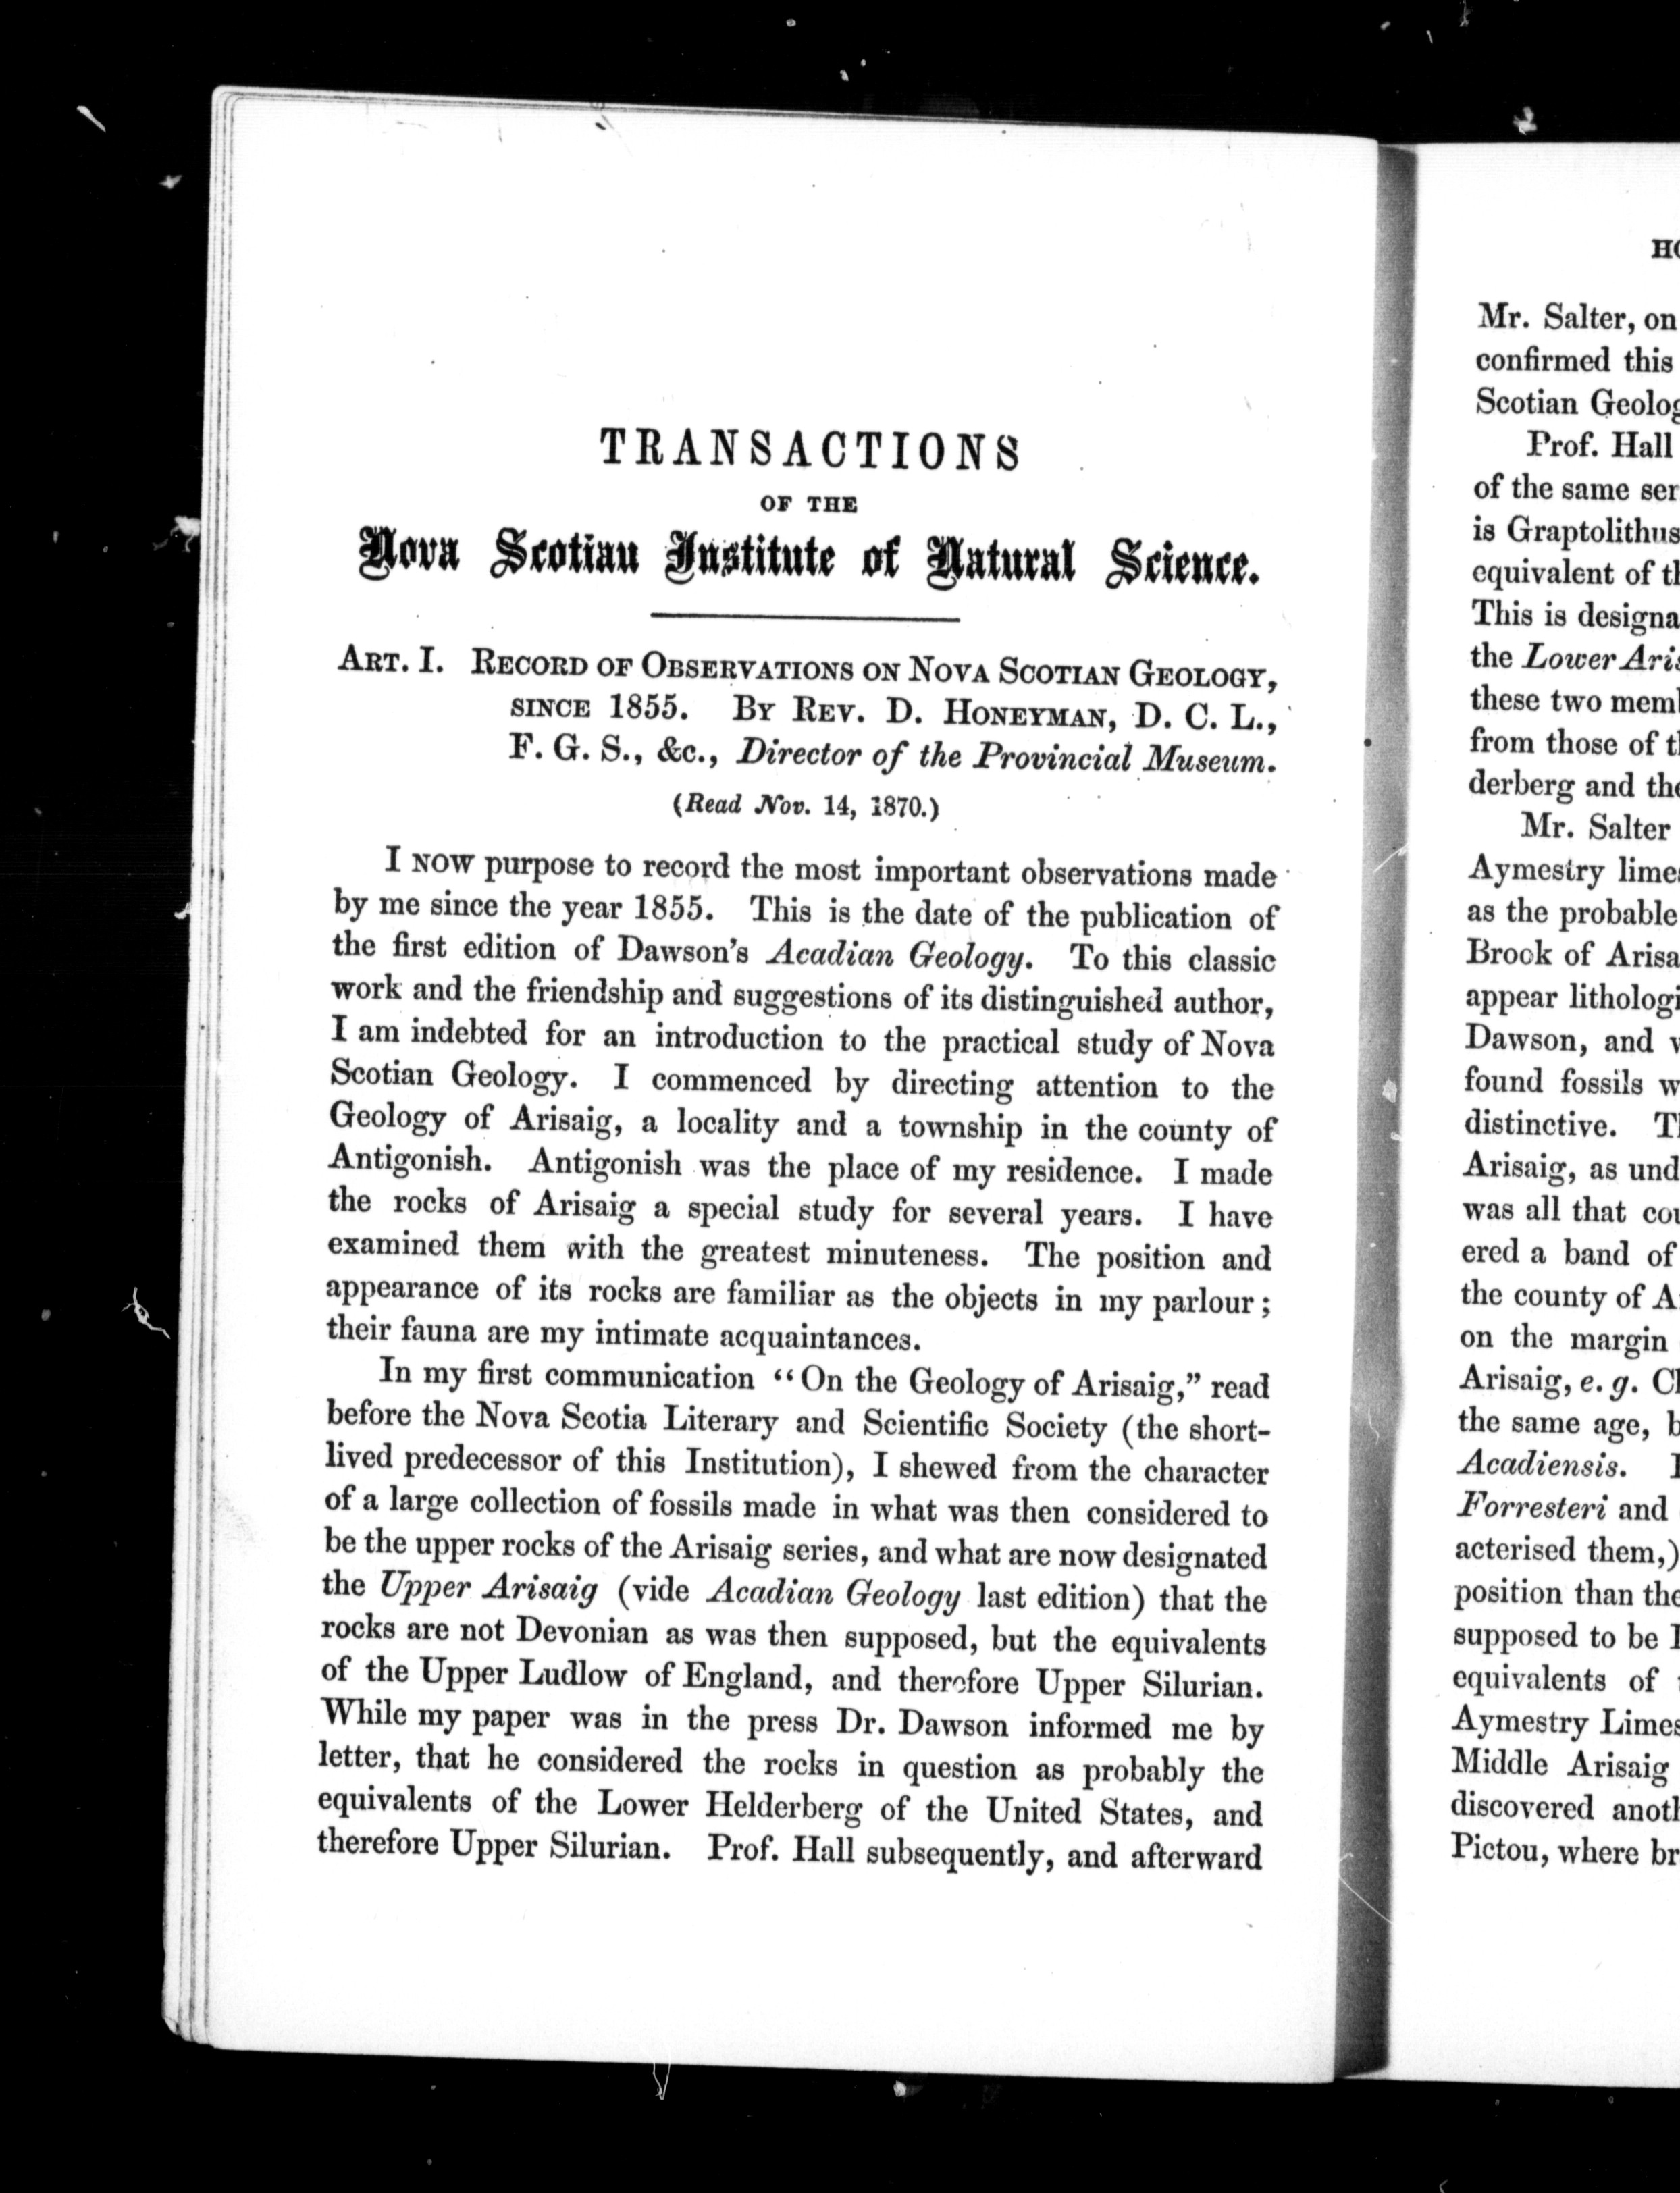 TRANSACTIONS
OF THE
Nova Scotian Institute of Natural Science.
ART. I. RECORD OF OBSERVATIONS ON NOVA SCOTIAN GEOLOGY,
SINCE 1855. BY REV. D. HONEYMAN, D. C. L.,
F. G. S., &c., Director of the Provincial Museum.
(Read Nov. 14, 1870.)
I NOW purpose to record the most important observations made
by me since the year 1855. This is the date of the publication of
the first edition of Dawson's Acadian Geology. To this classic
work and the friendship and suggestions of its distinguished author,
I am indebted for an introduction to the practical study of Nova
Scotian Geology. I commenced by directing attention to the
Geology of Arisaig, a locality and a township in the county of
Antigonish. Antigonish was the place of my residence. I made
the rocks of Arisaig a special study for several years. I have
examined them with the greatest minuteness. The position and
appearance of its rocks are familiar as the objects in my parlour;
their fauna are my intimate acquaintances.
In my first communication "On the Geology of Arisaig," read
before the Nova Scotia Literary and Scientific Society (the short-
lived predecessor of this Institution), I shewed from the character
of a large collection of fossils made in what was then considered to
be the upper rocks of the Arisaig series, and what are now designated
the Upper Arisaig (vide Acadian Geology last edition) that the
rocks are not Devonian as was then supposed, but the equivalents
of the Upper Ludlow of England, and therefore Upper Silurian.
While my paper was in the press Dr. Dawson informed me by
letter, that he considered the rocks in question as probably the
equivalents of the Lower Helderberg of the United States, and
therefore Upper Silurian. Prof. Hall subsequently, and afterward
Mr. Salter, on
confirmed this
Scotian Geolog
Prof. Hall
of the same ser
is Graptolithus
equivalent of th
This is designa
the Lower Aris
these two mem
from those of th
derberg and the
Mr. Salter
Aymestry lime
as the probable
Brook of Arisa
appear lithologi
Dawson, and
found fossils w
distinctive. Th
Arisaig, as und
was all that cou
ered a band of
the county of A
on the margin
Arisaig, e. g. Cl
the same age, b
Acadiensis.
Forresteri and
acterised them,)
position than the
supposed to be
equivalents of
Aymestry Limes
Middle Arisaig
discovered anoth
Pictou, where br